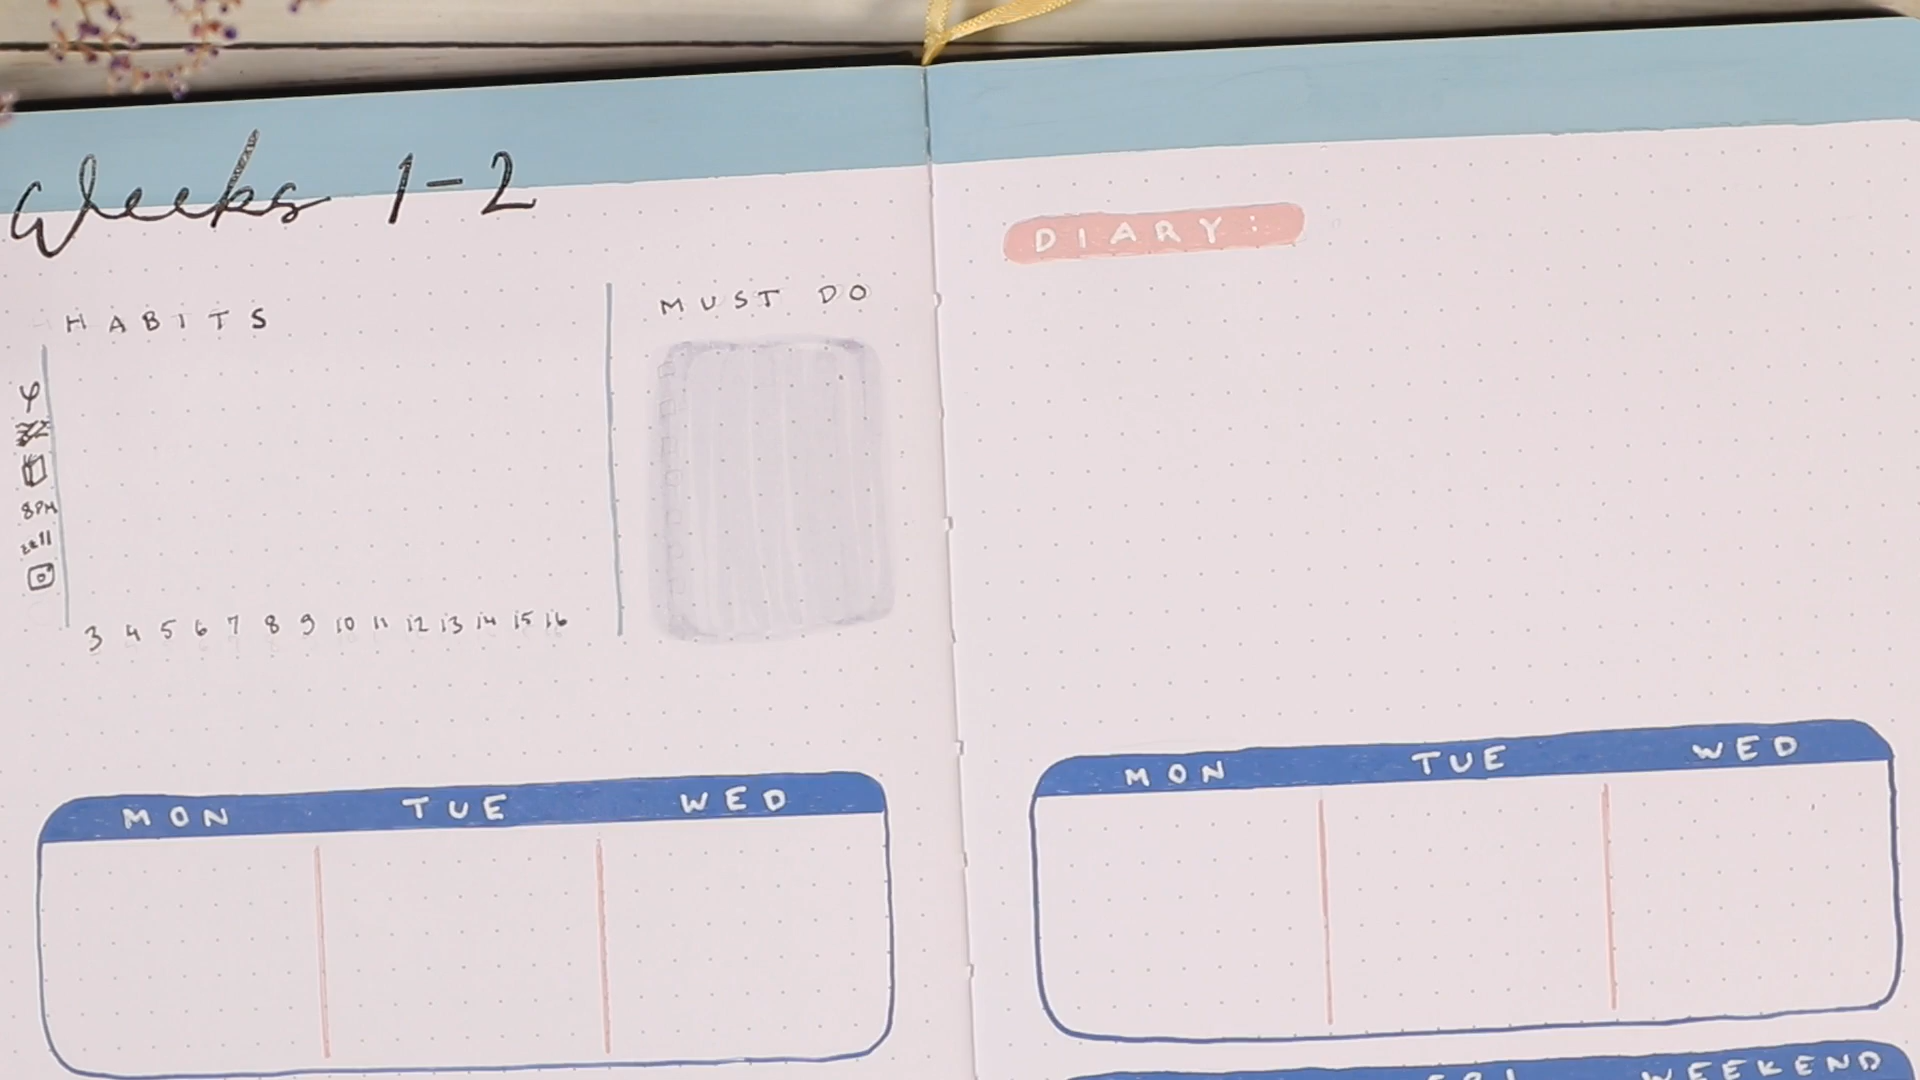 Weeks 1-2
HABITS
8PM
3 4 5 6 7 8 9 10 11 12 13 14 15 16
MUST DO
MON TUE WED
DIARY:
MON TUE WED
FRI WEEKEND